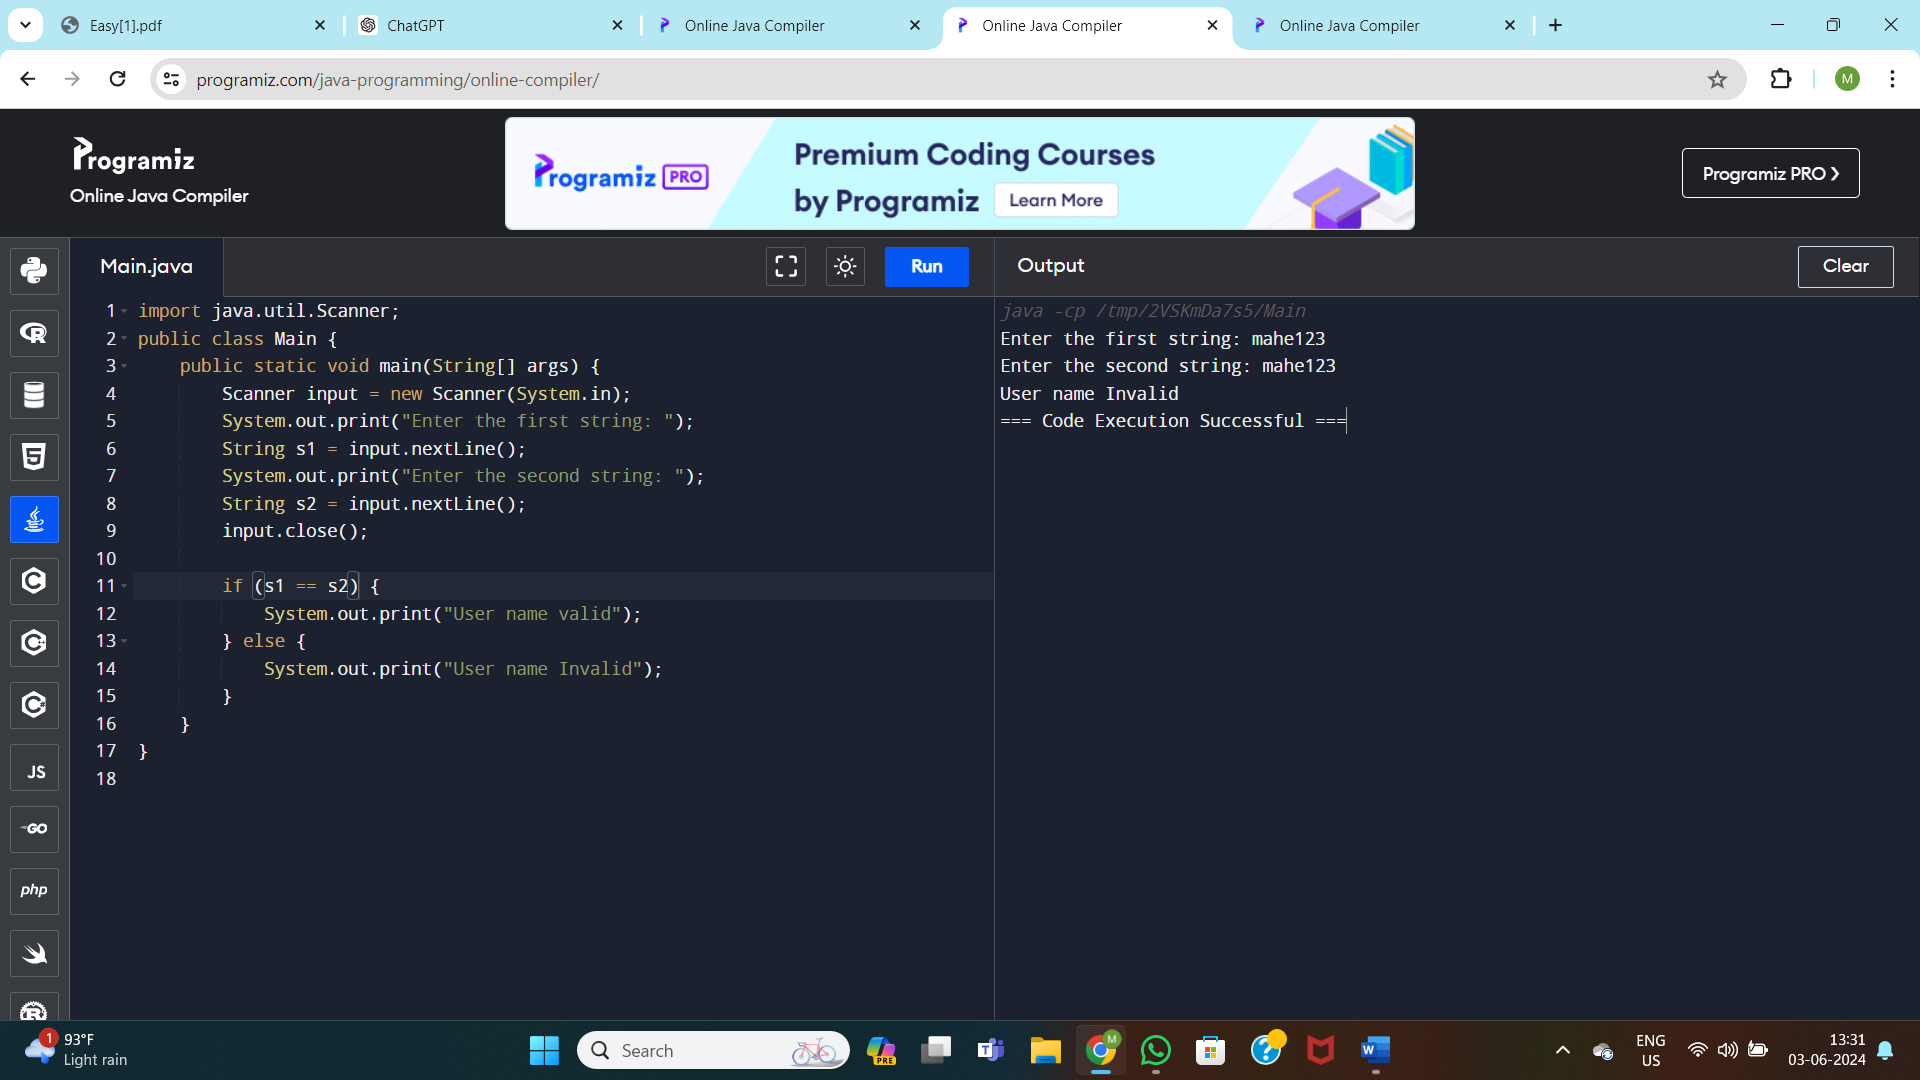 Easy[1].pdf
ChatGPT
Online Java Compiler
Online Java Compiler
Online Java Compiler
programiz.com/java-programming/online-compiler/
M
Programiz
Online Java Compiler
Programiz PRO
Premium Coding Courses
by Programiz
Learn More
Programiz PRO
Main.java
Run
Output
Clear
1 import java.util.Scanner;
2 public class Main {
3     public static void main(String[] args) {
4         Scanner input = new Scanner(System.in);
5         System.out.print("Enter the first string: ");
6         String s1 = input.nextLine();
7         System.out.print("Enter the second string: ");
8         String s2 = input.nextLine();
9         input.close();
10
11         if (s1 == s2) {
12             System.out.print("User name valid");
13         } else {
14             System.out.print("User name Invalid");
15         }
16     }
17 }
18
java -cp /tmp/2VSKmDa7s5/Main
Enter the first string: mahe123
Enter the second string: mahe123
User name Invalid
=== Code Execution Successful ===
R
5
C
C
C
JS
GO
php
R
1
93°F
Light rain
Search
PRE
T
M
?
W
ENG
US
13:31
03-06-2024